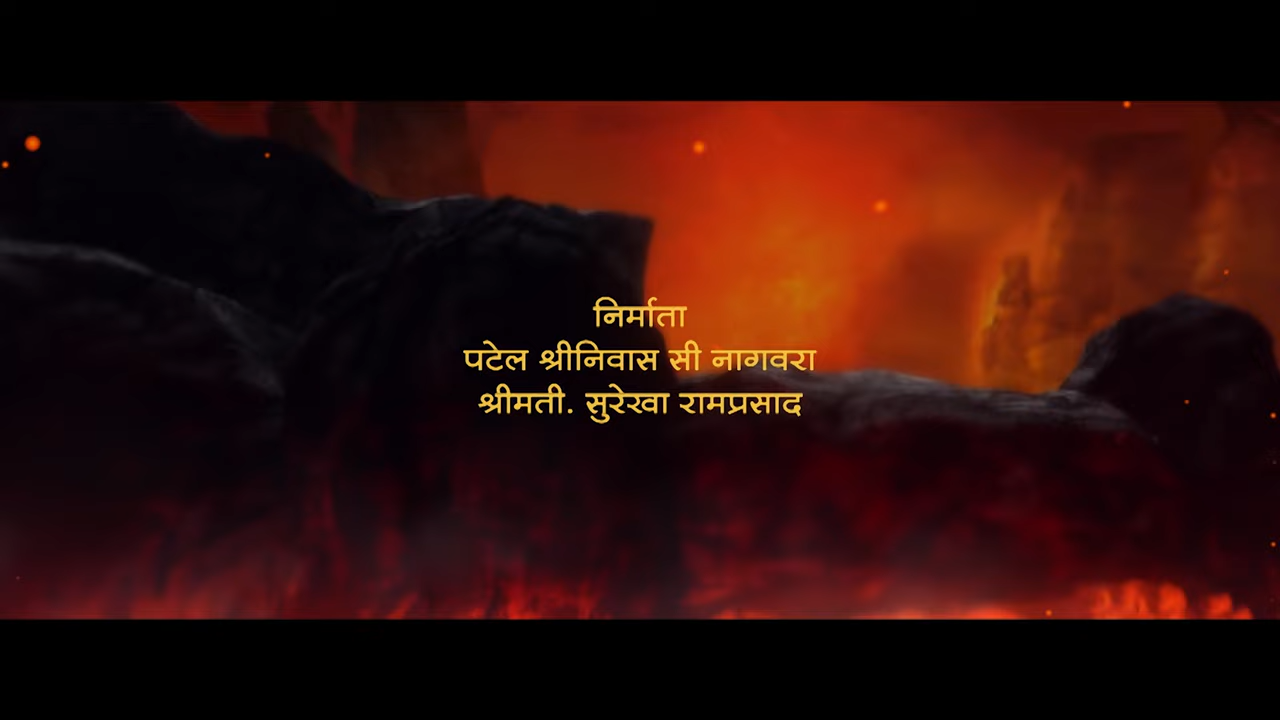 निर्माता
पटेल श्रीनिवास सी नागवरा
श्रीमती. सुरेखा रामप्रसाद